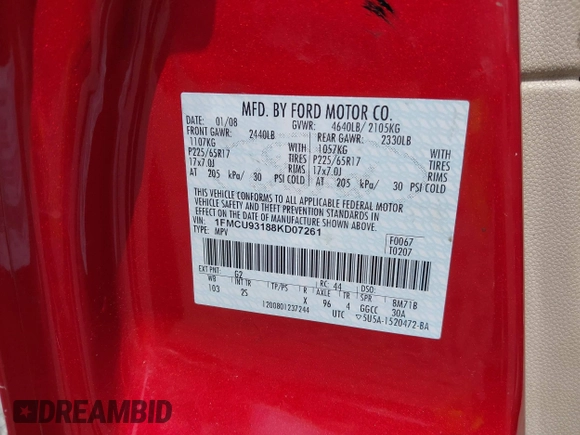 MFD. BY FORD MOTOR CO.
DATE: 01/08 GVWR: 4640LB/ 2105KG
FRONT GAWR: 2440LB REAR GAWR: 2330LB
1107KG WITH 1057KG WITH
P225/65R17 TIRES P225/65R17 TIRES
17x7.0J RIMS 17x7.0J RIMS
AT 205 kPa/ 30 PSI COLD AT 205 kPa/ 30 PSI COLD
THIS VEHICLE CONFORMS TO ALL APPLICABLE FEDERAL MOTOR
VEHICLE SAFETY AND THEFT PREVENTION STANDARDS IN
EFFECT ON THE DATE OF MANUFACTURE SHOWN ABOVE.
VIN: 1FMCU93188KD07261 F0067
TYPE: MPV T0207
EXT PNT G2 RC: 44 DSO:
WB INT TR TP/PS R AXLE TR SPR BM71B
103 2S X 96 4 GGCC 30A
1200801237244 UTC ▽5U5A-1520472-BA
DREAMBID